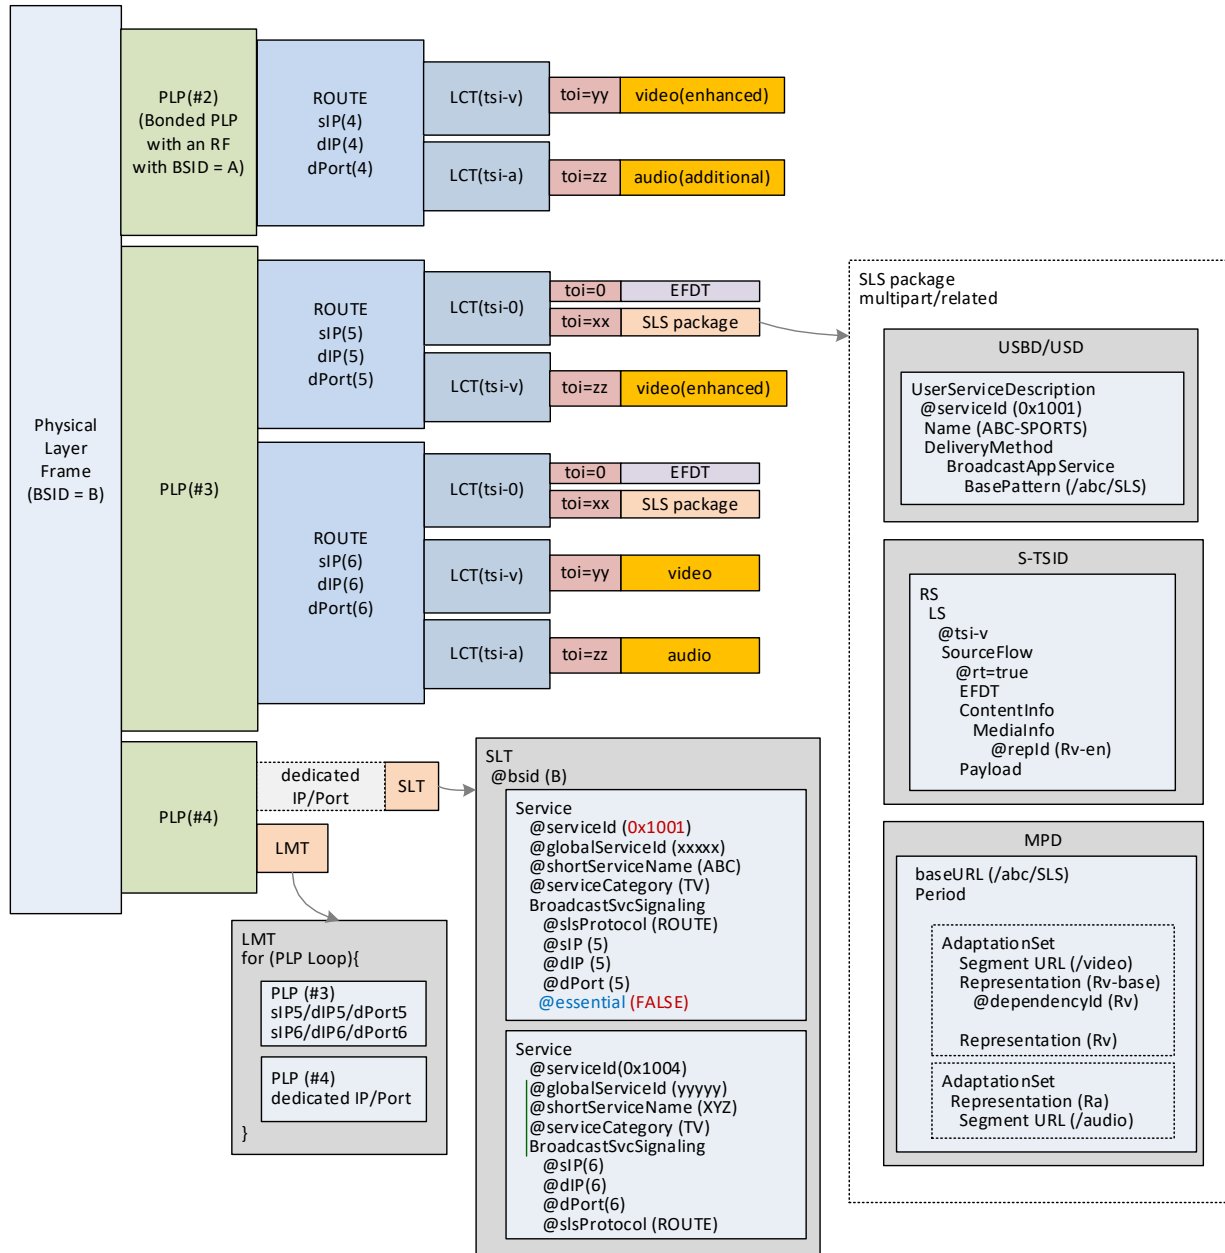 Physical
Layer
Frame
(BSID = B)
PLP(#2)
(Bonded PLP
with an RF
with BSID = A)
ROUTE
sIP(4)
dIP(4)
dPort(4)
LCT(tsi-v)
toi=yy
video(enhanced)
LCT(tsi-a)
toi=zz
audio(additional)
PLP(#3)
ROUTE
sIP(5)
dIP(5)
dPort(5)
LCT(tsi-0)
toi=0
EFDT
toi=xx
SLS package
LCT(tsi-v)
toi=zz
video(enhanced)
ROUTE
sIP(6)
dIP(6)
dPort(6)
LCT(tsi-0)
toi=0
EFDT
toi=xx
SLS package
LCT(tsi-v)
toi=yy
video
LCT(tsi-a)
toi=zz
audio
PLP(#4)
dedicated
IP/Port
SLT
LMT
LMT
for (PLP Loop){
PLP (#3)
sIP5/dIP5/dPort5
sIP6/dIP6/dPort6
PLP (#4)
dedicated IP/Port
}
SLT
@bsid (B)
Service
@serviceId (0x1001)
@globalServiceId (xxxxx)
@shortServiceName (ABC)
@serviceCategory (TV)
BroadcastSvcSignaling
@slsProtocol (ROUTE)
@sIP (5)
@dIP (5)
@dPort (5)
@essential (FALSE)
Service
@serviceId(0x1004)
@globalServiceId (yyyyy)
@shortServiceName (XYZ)
@serviceCategory (TV)
BroadcastSvcSignaling
@sIP(6)
@dIP(6)
@dPort(6)
@slsProtocol (ROUTE)
SLS package
multipart/related
USBD/USD
UserServiceDescription
@serviceId (0x1001)
Name (ABC-SPORTS)
DeliveryMethod
BroadcastAppService
BasePattern (/abc/SLS)
S-TSID
RS
LS
@tsi-v
SourceFlow
@rt=true
EFDT
ContentInfo
MediaInfo
@repId (Rv-en)
Payload
MPD
baseURL (/abc/SLS)
Period
AdaptationSet
Segment URL (/video)
Representation (Rv-base)
@dependencyId (Rv)
Representation (Rv)
AdaptationSet
Representation (Ra)
Segment URL (/audio)